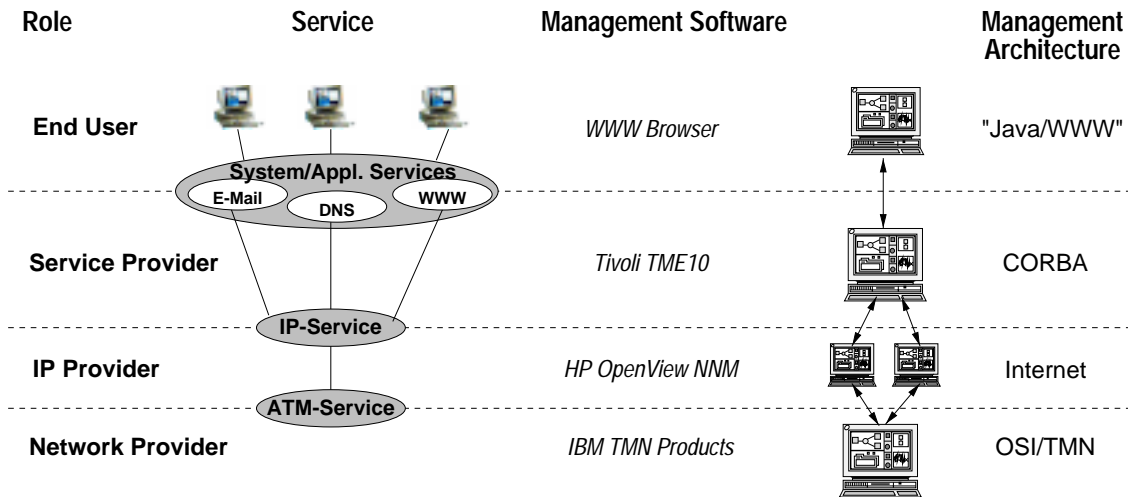 Role Service Management Software Management Architecture
End User WWW Browser "Java/WWW"
System/Appl. Services
E-Mail DNS WWW
Service Provider Tivoli TME10 CORBA
IP-Service
IP Provider HP OpenView NNM Internet
ATM-Service
Network Provider IBM TMN Products OSI/TMN